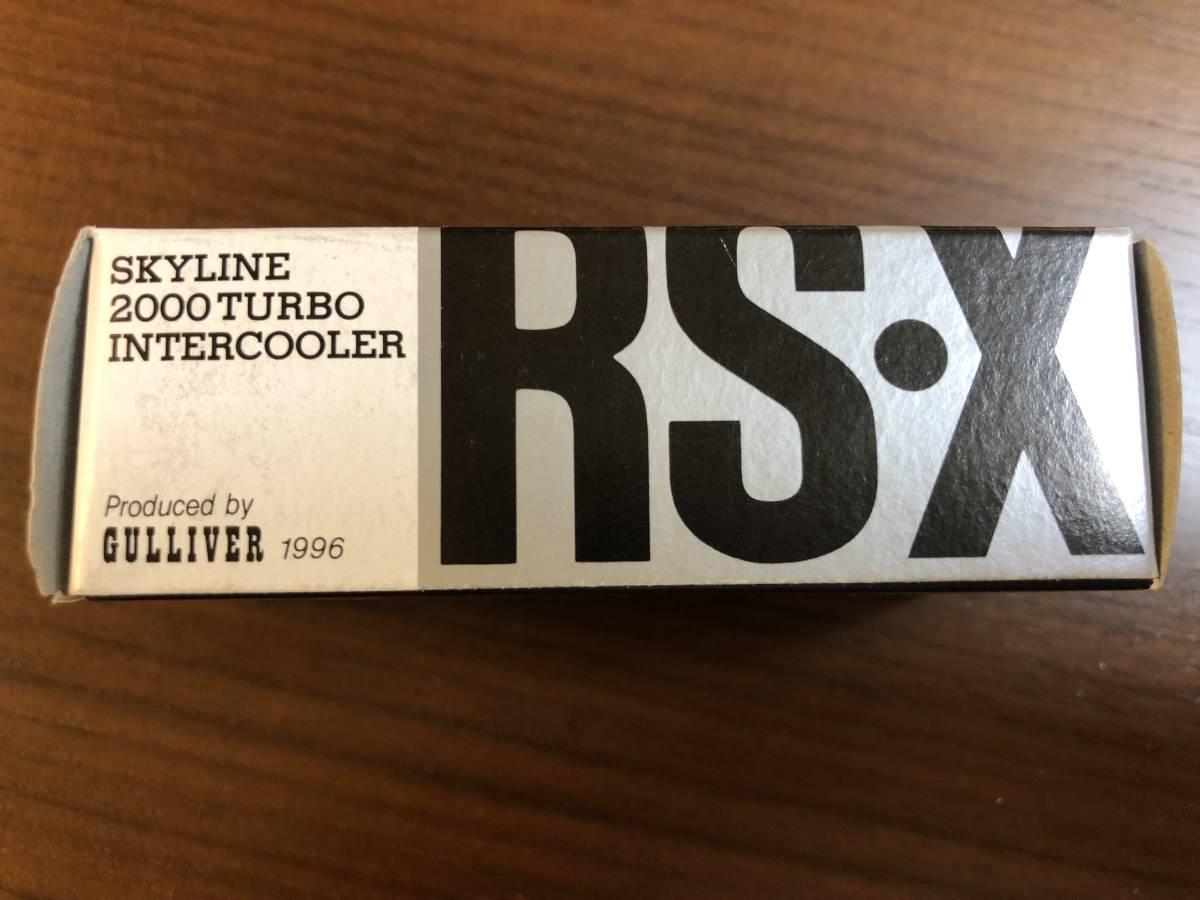 SKYLINE
2000 TURBO
INTERCOOLER
RS·X
Produced by
GULLIVER 1996